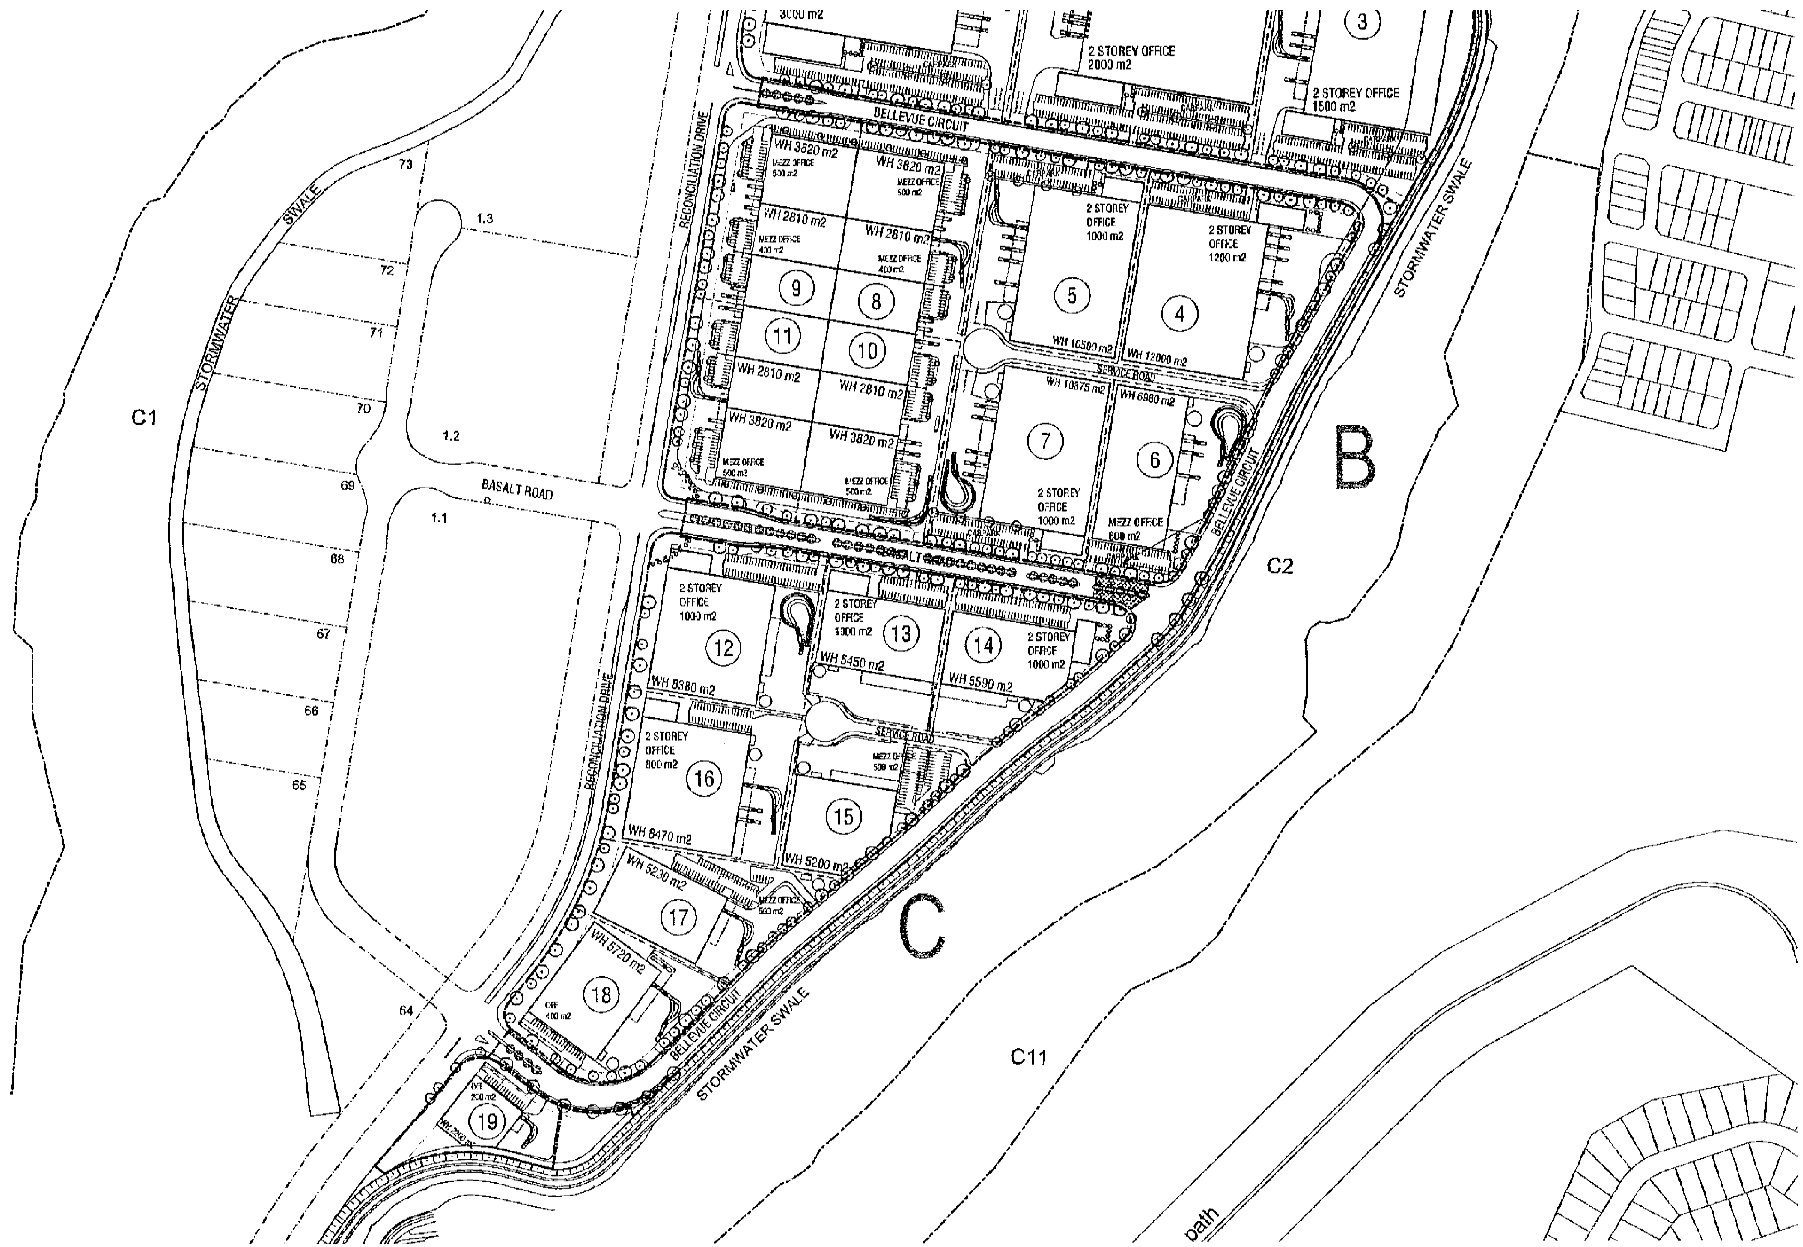 3000 m2
3
2 STOREY OFFICE
2000 m2
2 STOREY OFFICE
1500 m2
BELLEVUE CIRCUIT
RECONCILIATION DRIVE
73
STORMWATER SWALE
1.3
72
71
70
69
68
67
66
65
64
C1
1.2
BASALT ROAD
1.1
WH 3820 m2
MEZZ OFFICE
500 m2
WH 3820 m2
MEZZ OFFICE
500 m2
WH 2810 m2
MEZZ OFFICE
400 m2
WH 2810 m2
MEZZ OFFICE
400 m2
9
8
11
10
WH 2810 m2
WH 2810 m2
WH 3820 m2
WH 3820 m2
MEZZ OFFICE
500 m2
MEZZ OFFICE
500 m2
2 STOREY
OFFICE
1000 m2
5
WH 16500 m2
2 STOREY
OFFICE
1200 m2
4
WH 12000 m2
SERVICE ROAD
WH 10875 m2
7
2 STOREY
OFFICE
1000 m2
WH 6980 m2
6
MEZZ OFFICE
BELLEVUE CIRCUIT
STORMWATER SWALE
B
C2
BASALT ROAD
RECONCILIATION DRIVE
2 STOREY
OFFICE
1000 m2
12
2 STOREY
OFFICE
13
WH 5450 m2
14
2 STOREY
OFFICE
1000 m2
WH 5590 m2
SERVICE ROAD
2 STOREY
OFFICE
800 m2
16
WH 6470 m2
MEZZ OFFICE
500 m2
15
WH 5200 m2
WH 5230 m2
17
MEZZ OFFICE
WH 5720 m2
18
OFF
400 m2
BELLEVUE CIRCUIT
STORMWATER SWALE
C
C11
19
path